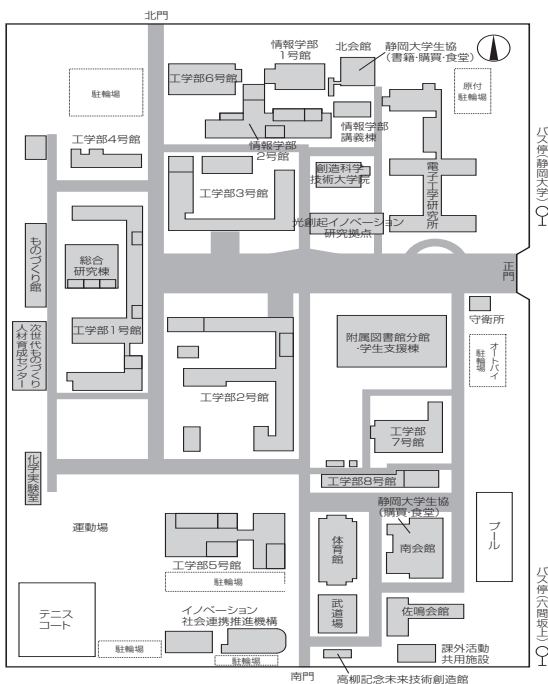 北門
情報学部
1号館
北会館
静岡大学生協
(書籍・購買・食堂)
工学部6号館
駐輪場
原付
駐輪場
工学部4号館
情報学部
2号館
情報学部
講義棟
バス停(静岡大学)
工学部3号館
創造科学
技術大学院
電子工学研究所
光創起イノベーション
研究拠点
ものづくり館
総合
研究棟
正門
守衛所
次世代ものづくり
人材育成センター
工学部1号館
附属図書館分館
・学生支援棟
オートバイ
駐輪場
工学部2号館
工学部
7号館
化学実験室
工学部8号館
静岡大学生協
(購買・食堂)
運動場
体育館
南会館
プール
工学部5号館
駐輪場
テニス
コート
イノベーション
社会連携推進機構
武道場
佐鳴会館
バス停(六間坂上)
駐輪場
駐輪場
課外活動
共用施設
南門
高柳記念未来技術創造館